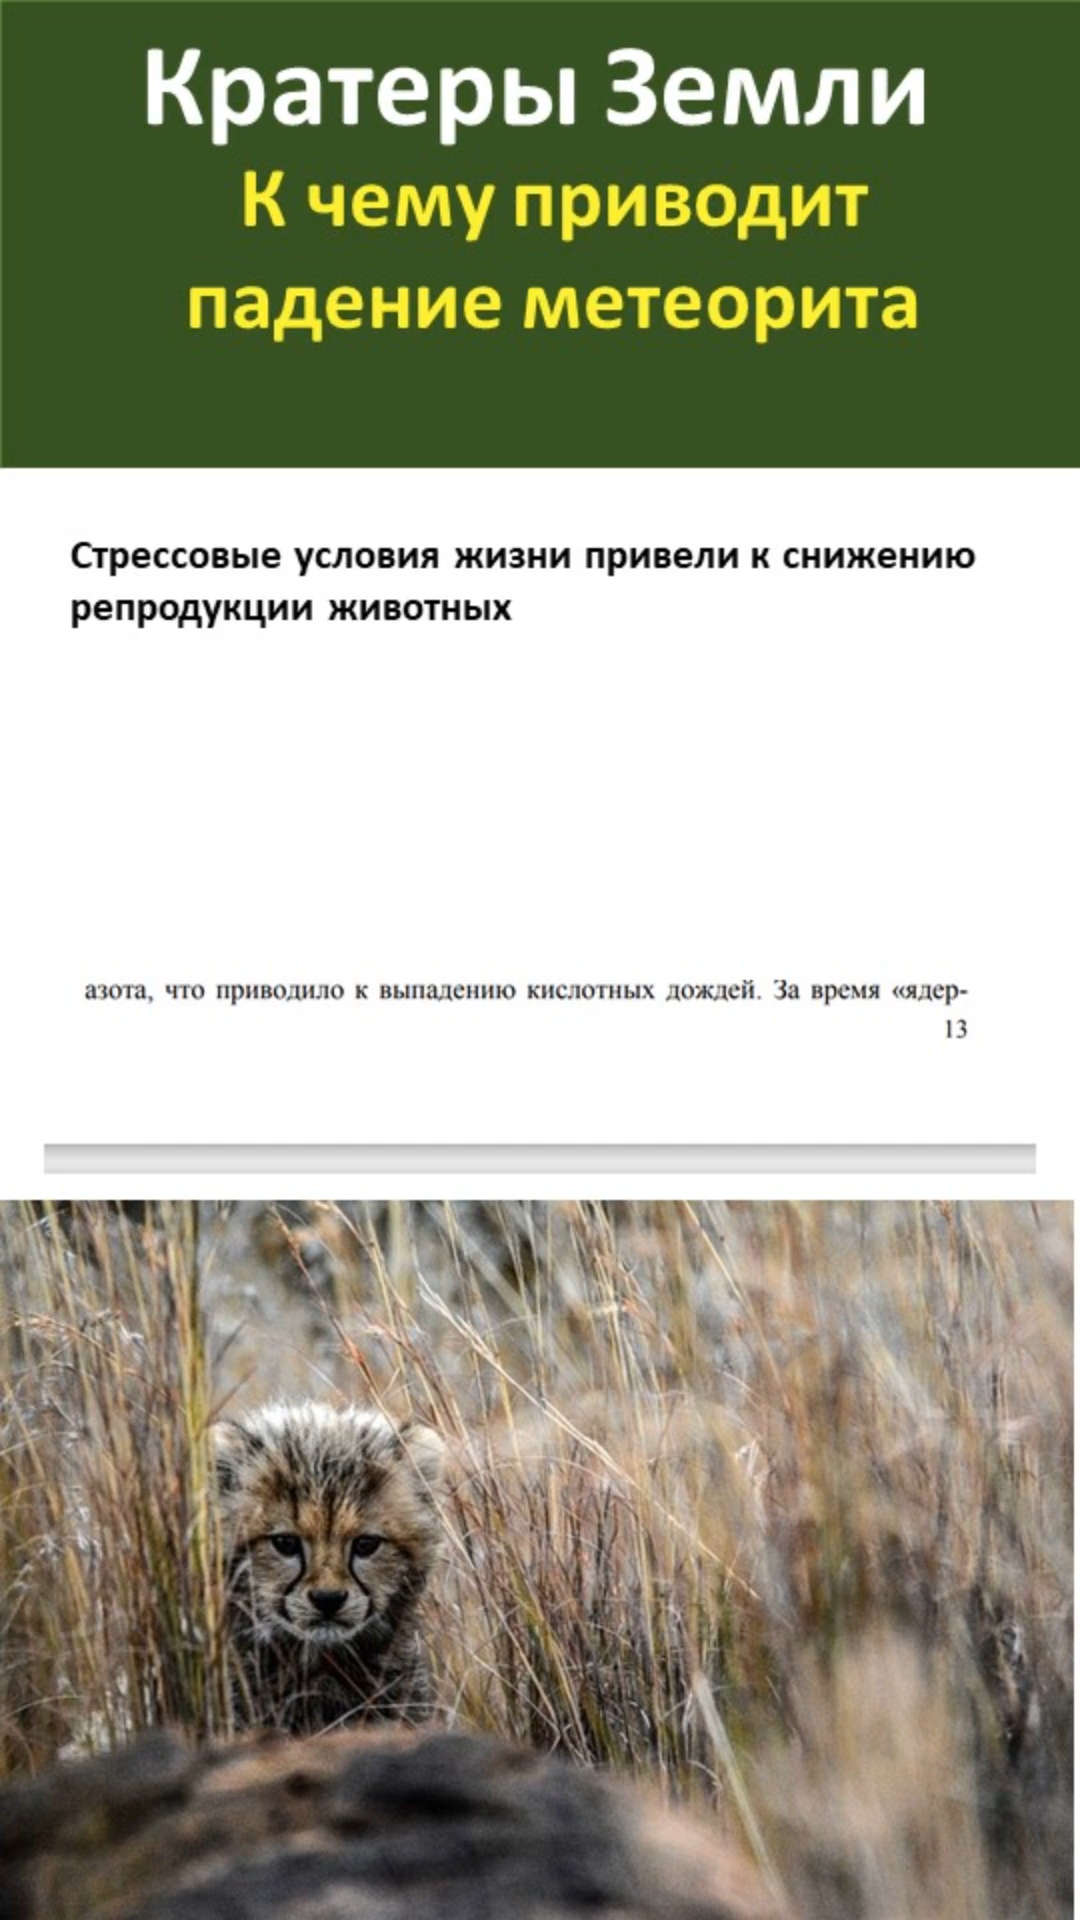 Кратеры Земли
К чему приводит
падение метеорита
Стрессовые условия жизни привели к снижению
репродукции животных
азота, что приводило к выпадению кислотных дождей. За время «ядер-
13